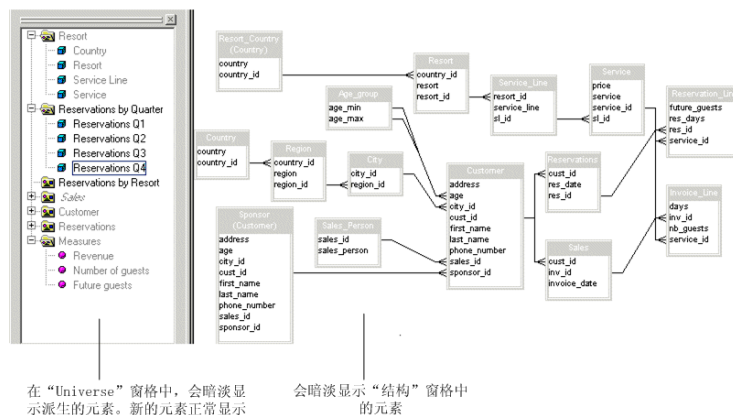 Resort
Country
Resort
Service Line
Service
Reservations by Quarter
Reservations Q1
Reservations Q2
Reservations Q3
Reservations Q4
Reservations by Resort
Sales
Customer
Reservations
Measures
Revenue
Number of guests
Future guests
Resort_Country
(Country)
country
country_id
Resort
country_id
resort
resort_id
Service_Line
resort_id
service_line
sl_id
Service
price
service
service_id
sl_id
Reservation_Line
future_guests
res_days
res_id
service_id
Age_group
age_min
age_max
Country
country
country_id
Region
country_id
region
region_id
City
city_id
region_id
Customer
address
age
city_id
cust_id
first_name
last_name
phone_number
sales_id
sponsor_id
Reservations
cust_id
res_date
res_id
Invoice_Line
days
inv_id
nb_guests
service_id
Sponsor
(Customer)
address
age
city_id
cust_id
first_name
last_name
phone_number
sales_id
sponsor_id
Sales_Person
sales_id
sales_person
Sales
cust_id
inv_id
invoice_date
在“Universe”窗格中，会暗淡显
示派生的元素。新的元素正常显示
会暗淡显示“结构”窗格中
的元素